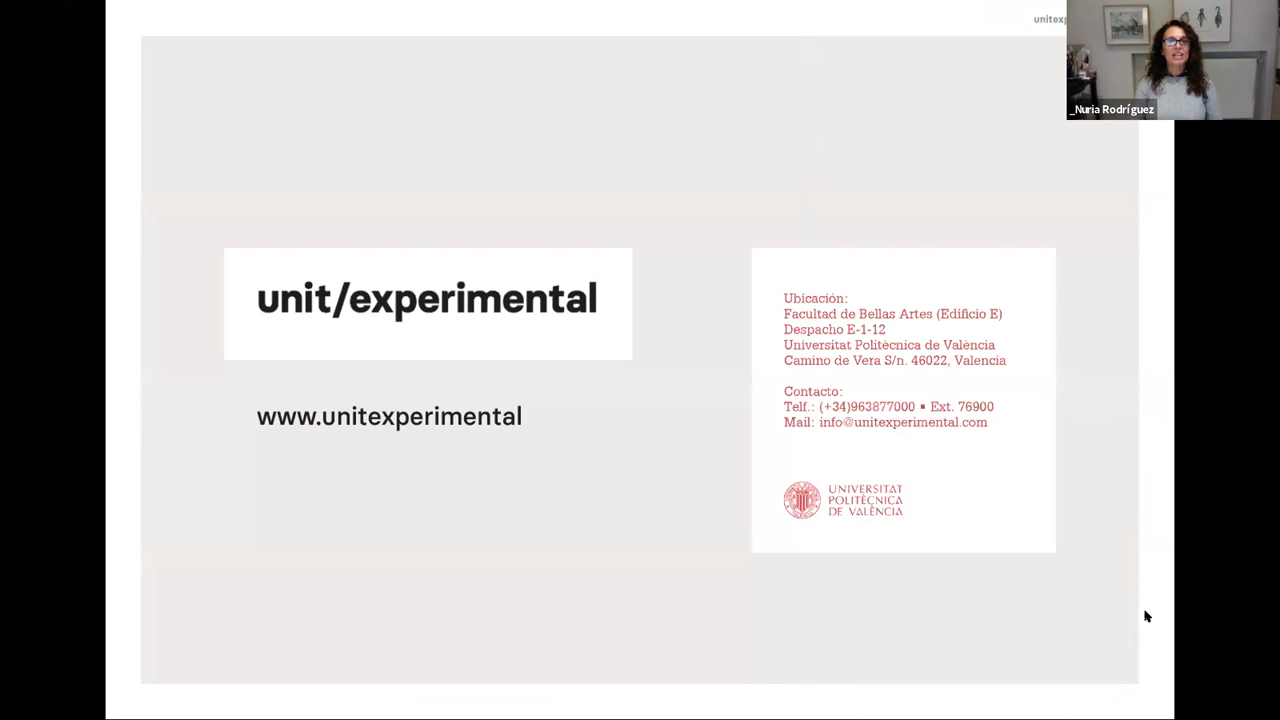 unitexp
_Nuria Rodríguez
unit/experimental
www.unitexperimental
Ubicación:
Facultad de Bellas Artes (Edificio E)
Despacho E-1-12
Universitat Politècnica de València
Camino de Vera S/n. 46022, Valencia
Contacto:
Telf.: (+34)963877000 ▪ Ext. 76900
Mail: info@unitexperimental.com
UNIVERSITAT
POLITÈCNICA
DE VALÈNCIA